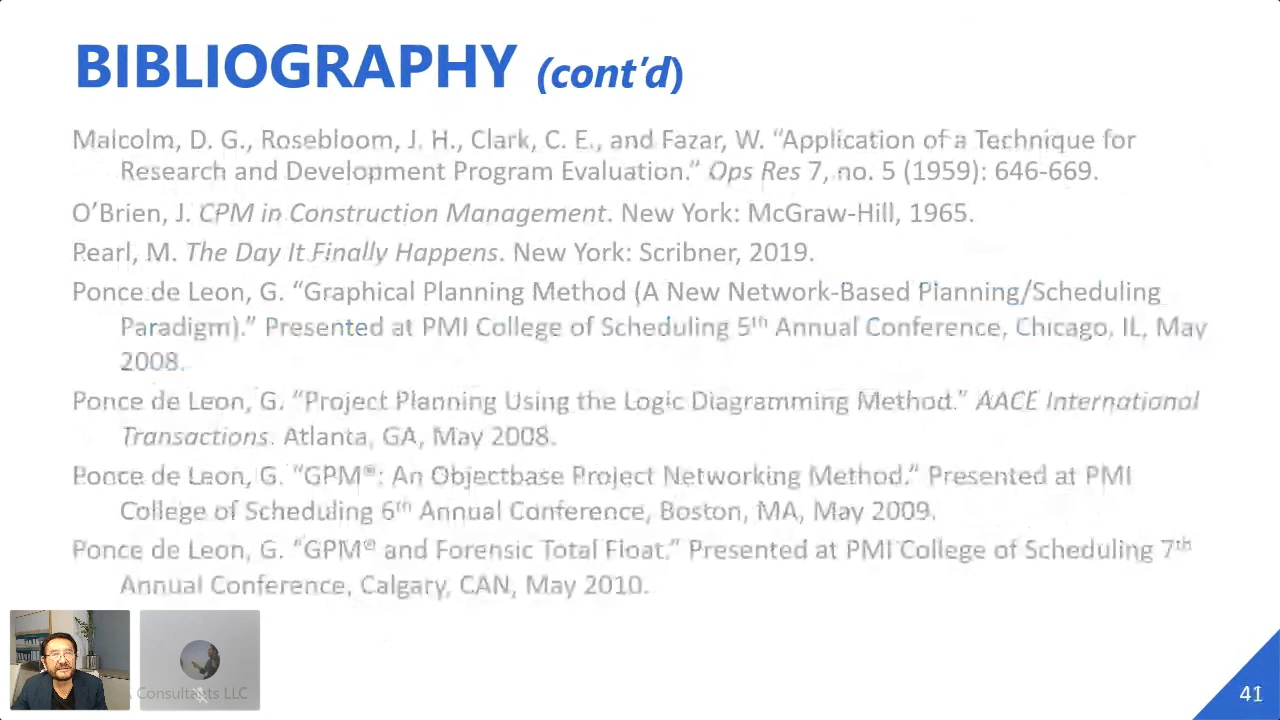 BIBLIOGRAPHY (cont’d)
Malcolm, D. G., Rosebloom, J. H., Clark, C. E., and Fazar, W. “Application of a Technique for
Research and Development Program Evaluation.” Ops Res 7, no. 5 (1959): 646-669.
O’Brien, J. CPM in Construction Management. New York: McGraw-Hill, 1965.
Pearl, M. The Day It Finally Happens. New York: Scribner, 2019.
Ponce de Leon, G. “Graphical Planning Method (A New Network-Based Planning/Scheduling
Paradigm).” Presented at PMI College of Scheduling 5th Annual Conference, Chicago, IL, May
2008.
Ponce de Leon, G. “Project Planning Using the Logic Diagramming Method.” AACE International
Transactions. Atlanta, GA, May 2008.
Ponce de Leon, G. “GPM®: An Objectbase Project Networking Method.” Presented at PMI
College of Scheduling 6th Annual Conference, Boston, MA, May 2009.
Ponce de Leon, G. “GPM® and Forensic Total Float.” Presented at PMI College of Scheduling 7th
Annual Conference, Calgary, CAN, May 2010.
Consultants LLC
41